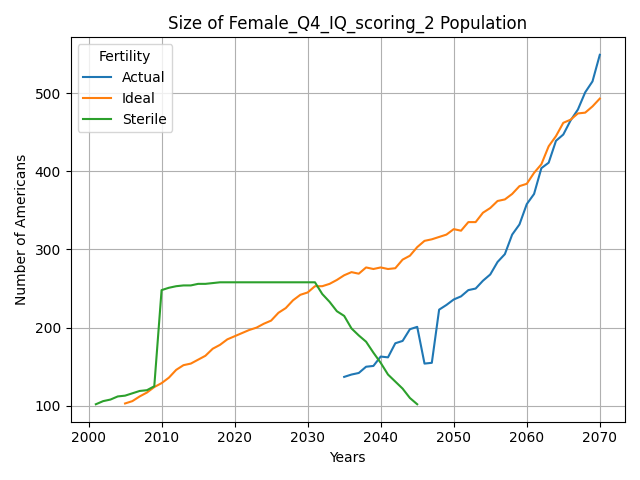 Size of Female_Q4_IQ_scoring_2 Population
Fertility
Actual
Ideal
Sterile
Number of Americans
500
400
300
200
100
2000 2010 2020 2030 2040 2050 2060 2070
Years